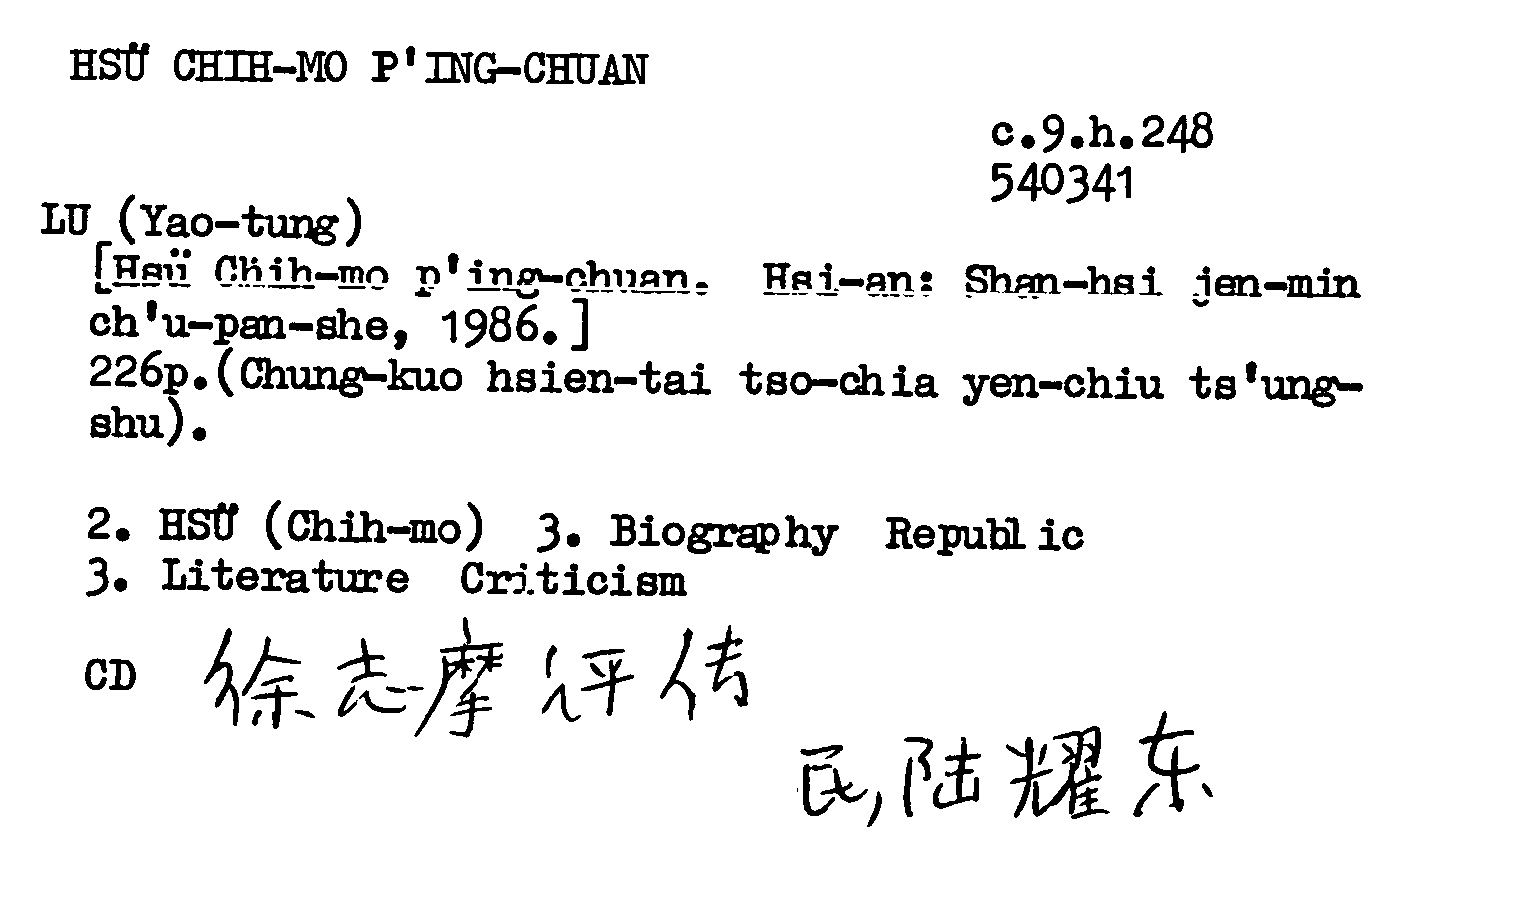 HSÜ CHIH-MO P'ING-CHUAN
c.9.h.248
540341
LU (Yao-tung)
[Hsü Chih-mo p'ing-chuan. Hsi-an: Shan-hsi jen-min
ch'u-pan-she, 1986.]
226p.(Chung-kuo hsien-tai tso-chia yen-chiu ts'ung-
shu).
2. HSÜ (Chih-mo) 3. Biography Republic
3. Literature Criticism
CD 徐志摩评传
民,陆耀东